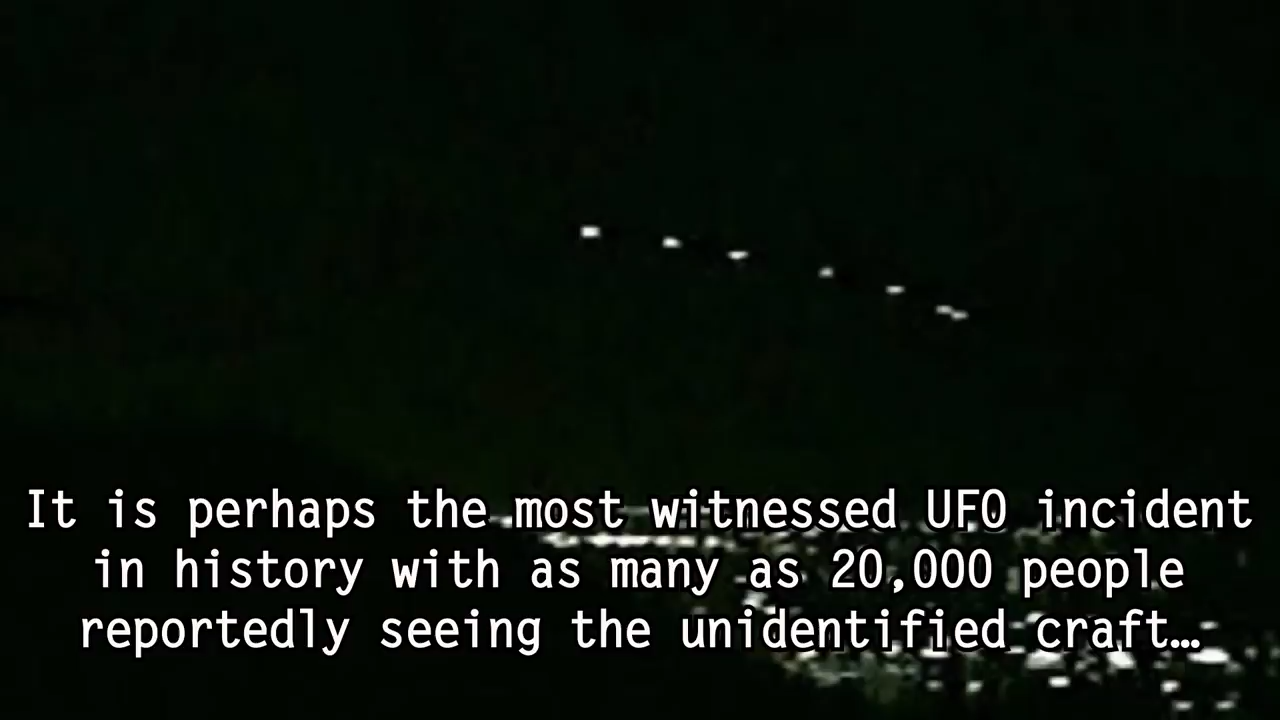 It is perhaps the most witnessed UFO incident
in history with as many as 20,000 people
reportedly seeing the unidentified craft…